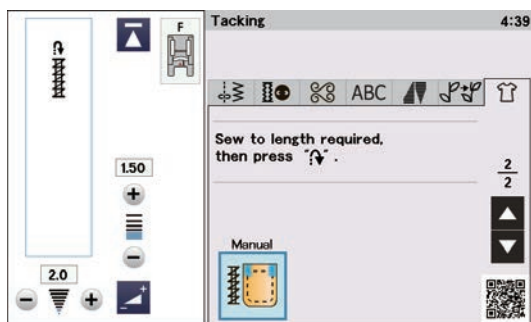 F
1.50
2.0
Tacking
4:39
ABC
Sew to length required,
then press "↷".
2
2
Manual